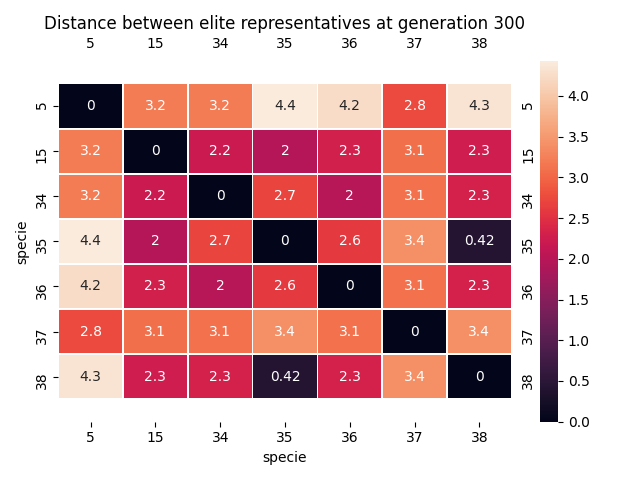 Distance between elite representatives at generation 300
5 15 34 35 36 37 38
5 0 3.2 3.2 4.4 4.2 2.8 4.3 5
15 3.2 0 2.2 2 2.3 3.1 2.3 15
34 3.2 2.2 0 2.7 2 3.1 2.3 34
35 4.4 2 2.7 0 2.6 3.4 0.42 35
36 4.2 2.3 2 2.6 0 3.1 2.3 36
37 2.8 3.1 3.1 3.4 3.1 0 3.4 37
38 4.3 2.3 2.3 0.42 2.3 3.4 0 38
5 15 34 35 36 37 38
specie
specie
4.0
3.5
3.0
2.5
2.0
1.5
1.0
0.5
0.0